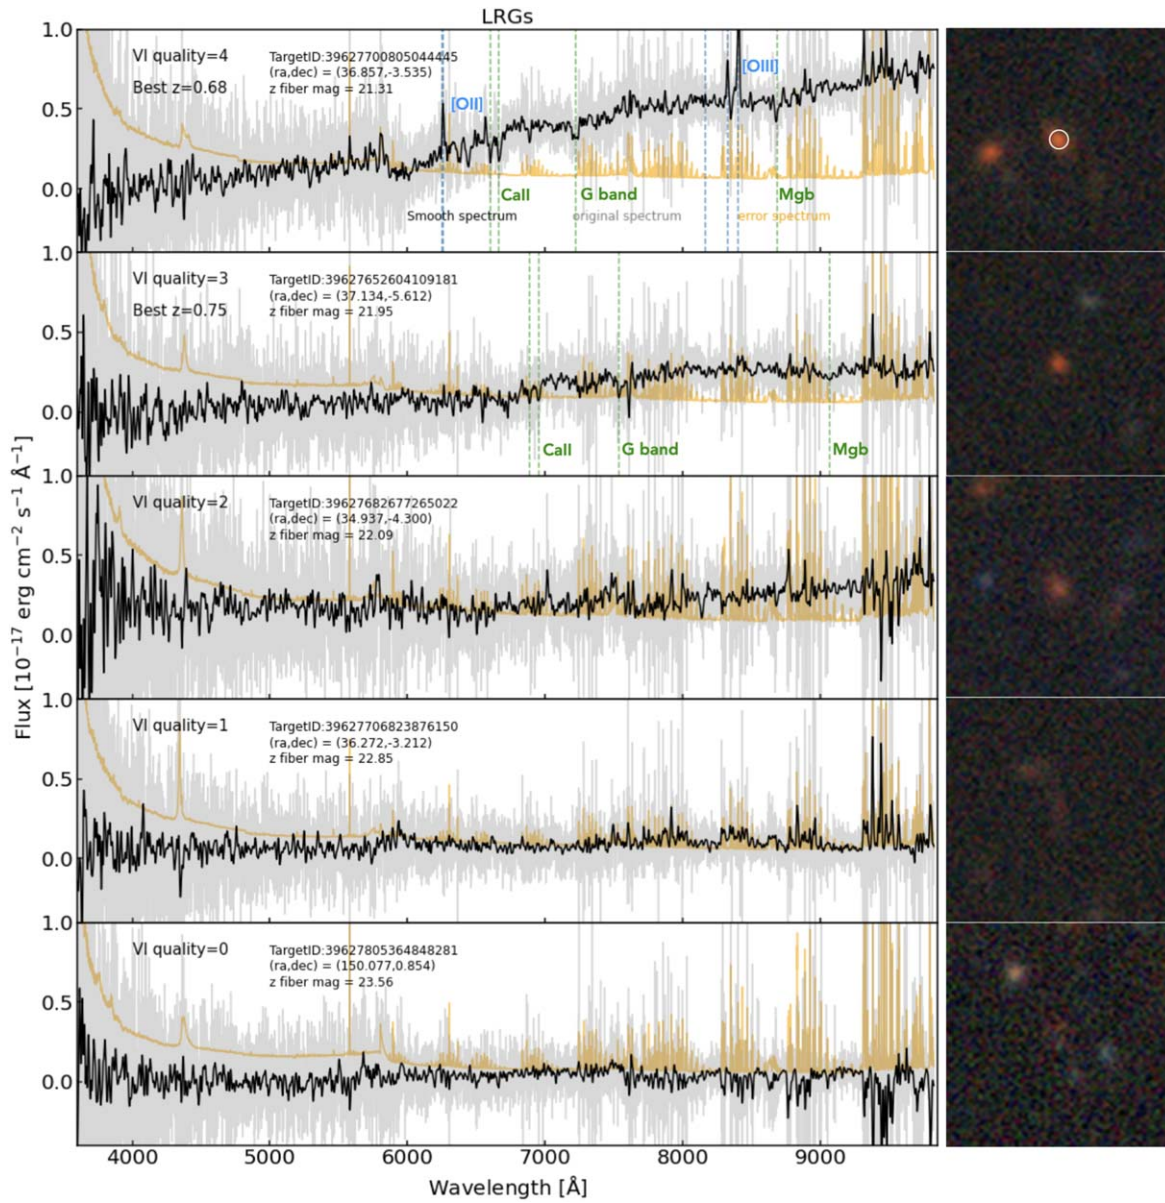 LRGs
1.0
VI quality=4
TargetID:39627700805044445
(ra,dec) = (36.857,-3.535)
Best z=0.68
z fiber mag = 21.31
[OII]
[OIII]
0.5
0.0
CaII
G band
Mgb
Smooth spectrum
original spectrum
error spectrum
1.0
VI quality=3
TargetID:39627652604109181
(ra,dec) = (37.134,-5.612)
Best z=0.75
z fiber mag = 21.95
0.5
0.0
CaII
G band
Mgb
1.0
VI quality=2
TargetID:39627682677265022
(ra,dec) = (34.937,-4.300)
z fiber mag = 22.09
0.5
0.0
1.0
VI quality=1
TargetID:39627706823876150
(ra,dec) = (36.272,-3.212)
z fiber mag = 22.85
0.5
0.0
1.0
VI quality=0
TargetID:39627805364848281
(ra,dec) = (150.077,0.854)
z fiber mag = 23.56
0.5
0.0
Flux [10⁻¹⁷ erg cm⁻² s⁻¹ Å⁻¹]
4000 5000 6000 7000 8000 9000
Wavelength [Å]